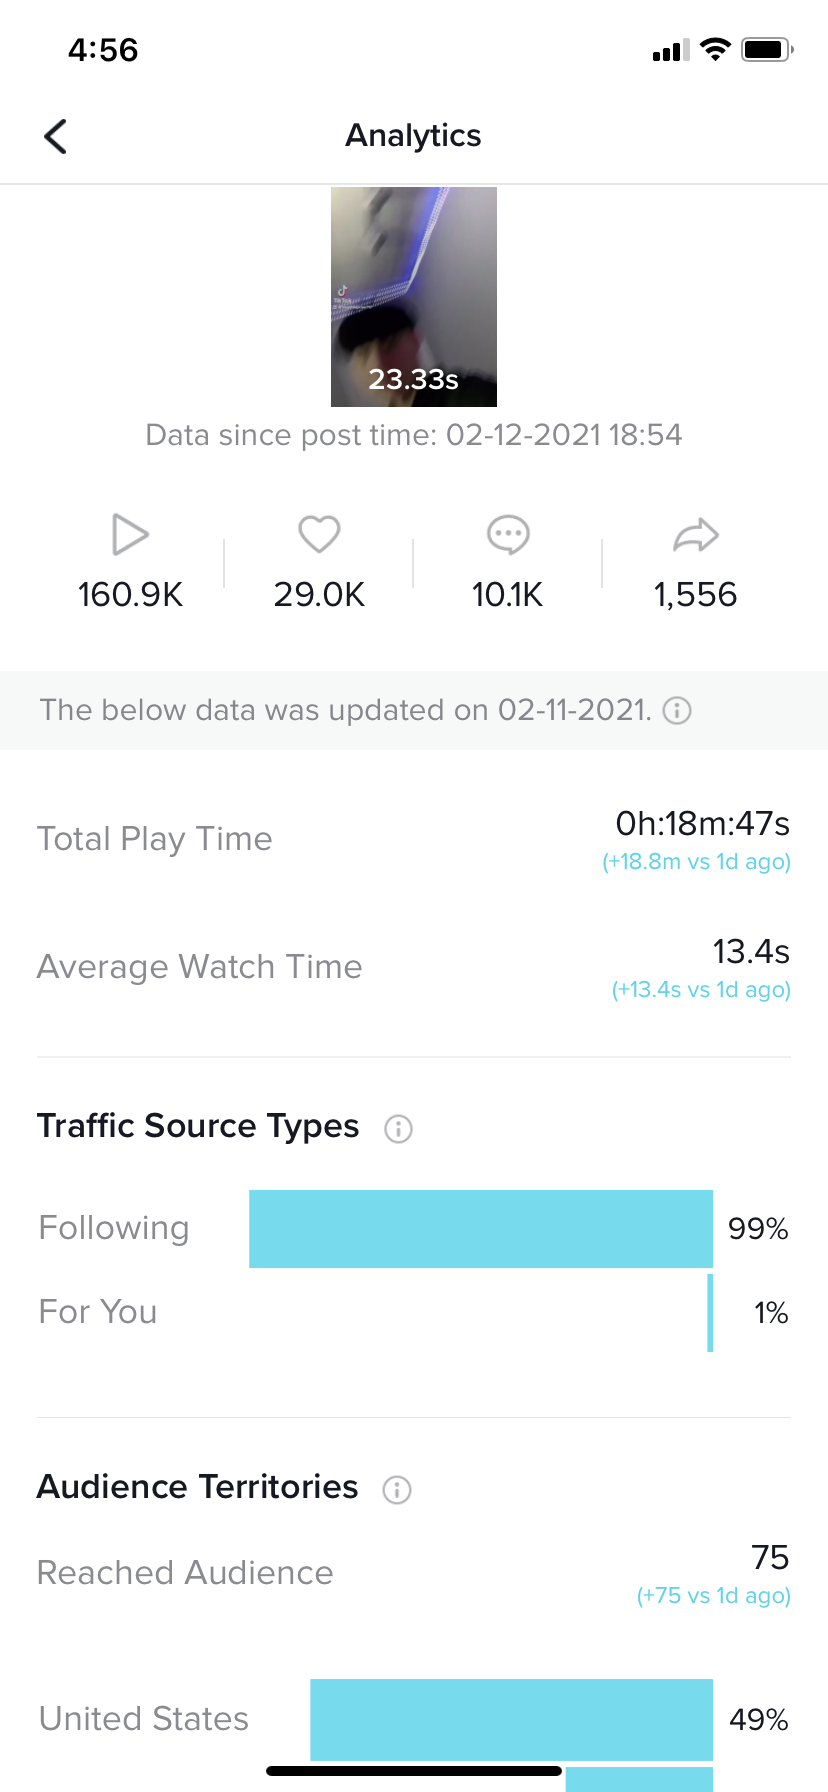 4:56
Analytics
TikTok
23.33s
Data since post time: 02-12-2021 18:54
160.9K 29.0K 10.1K 1,556
The below data was updated on 02-11-2021.
Total Play Time 0h:18m:47s
(+18.8m vs 1d ago)
Average Watch Time 13.4s
(+13.4s vs 1d ago)
Traffic Source Types
Following 99%
For You 1%
Audience Territories
Reached Audience 75
(+75 vs 1d ago)
United States 49%